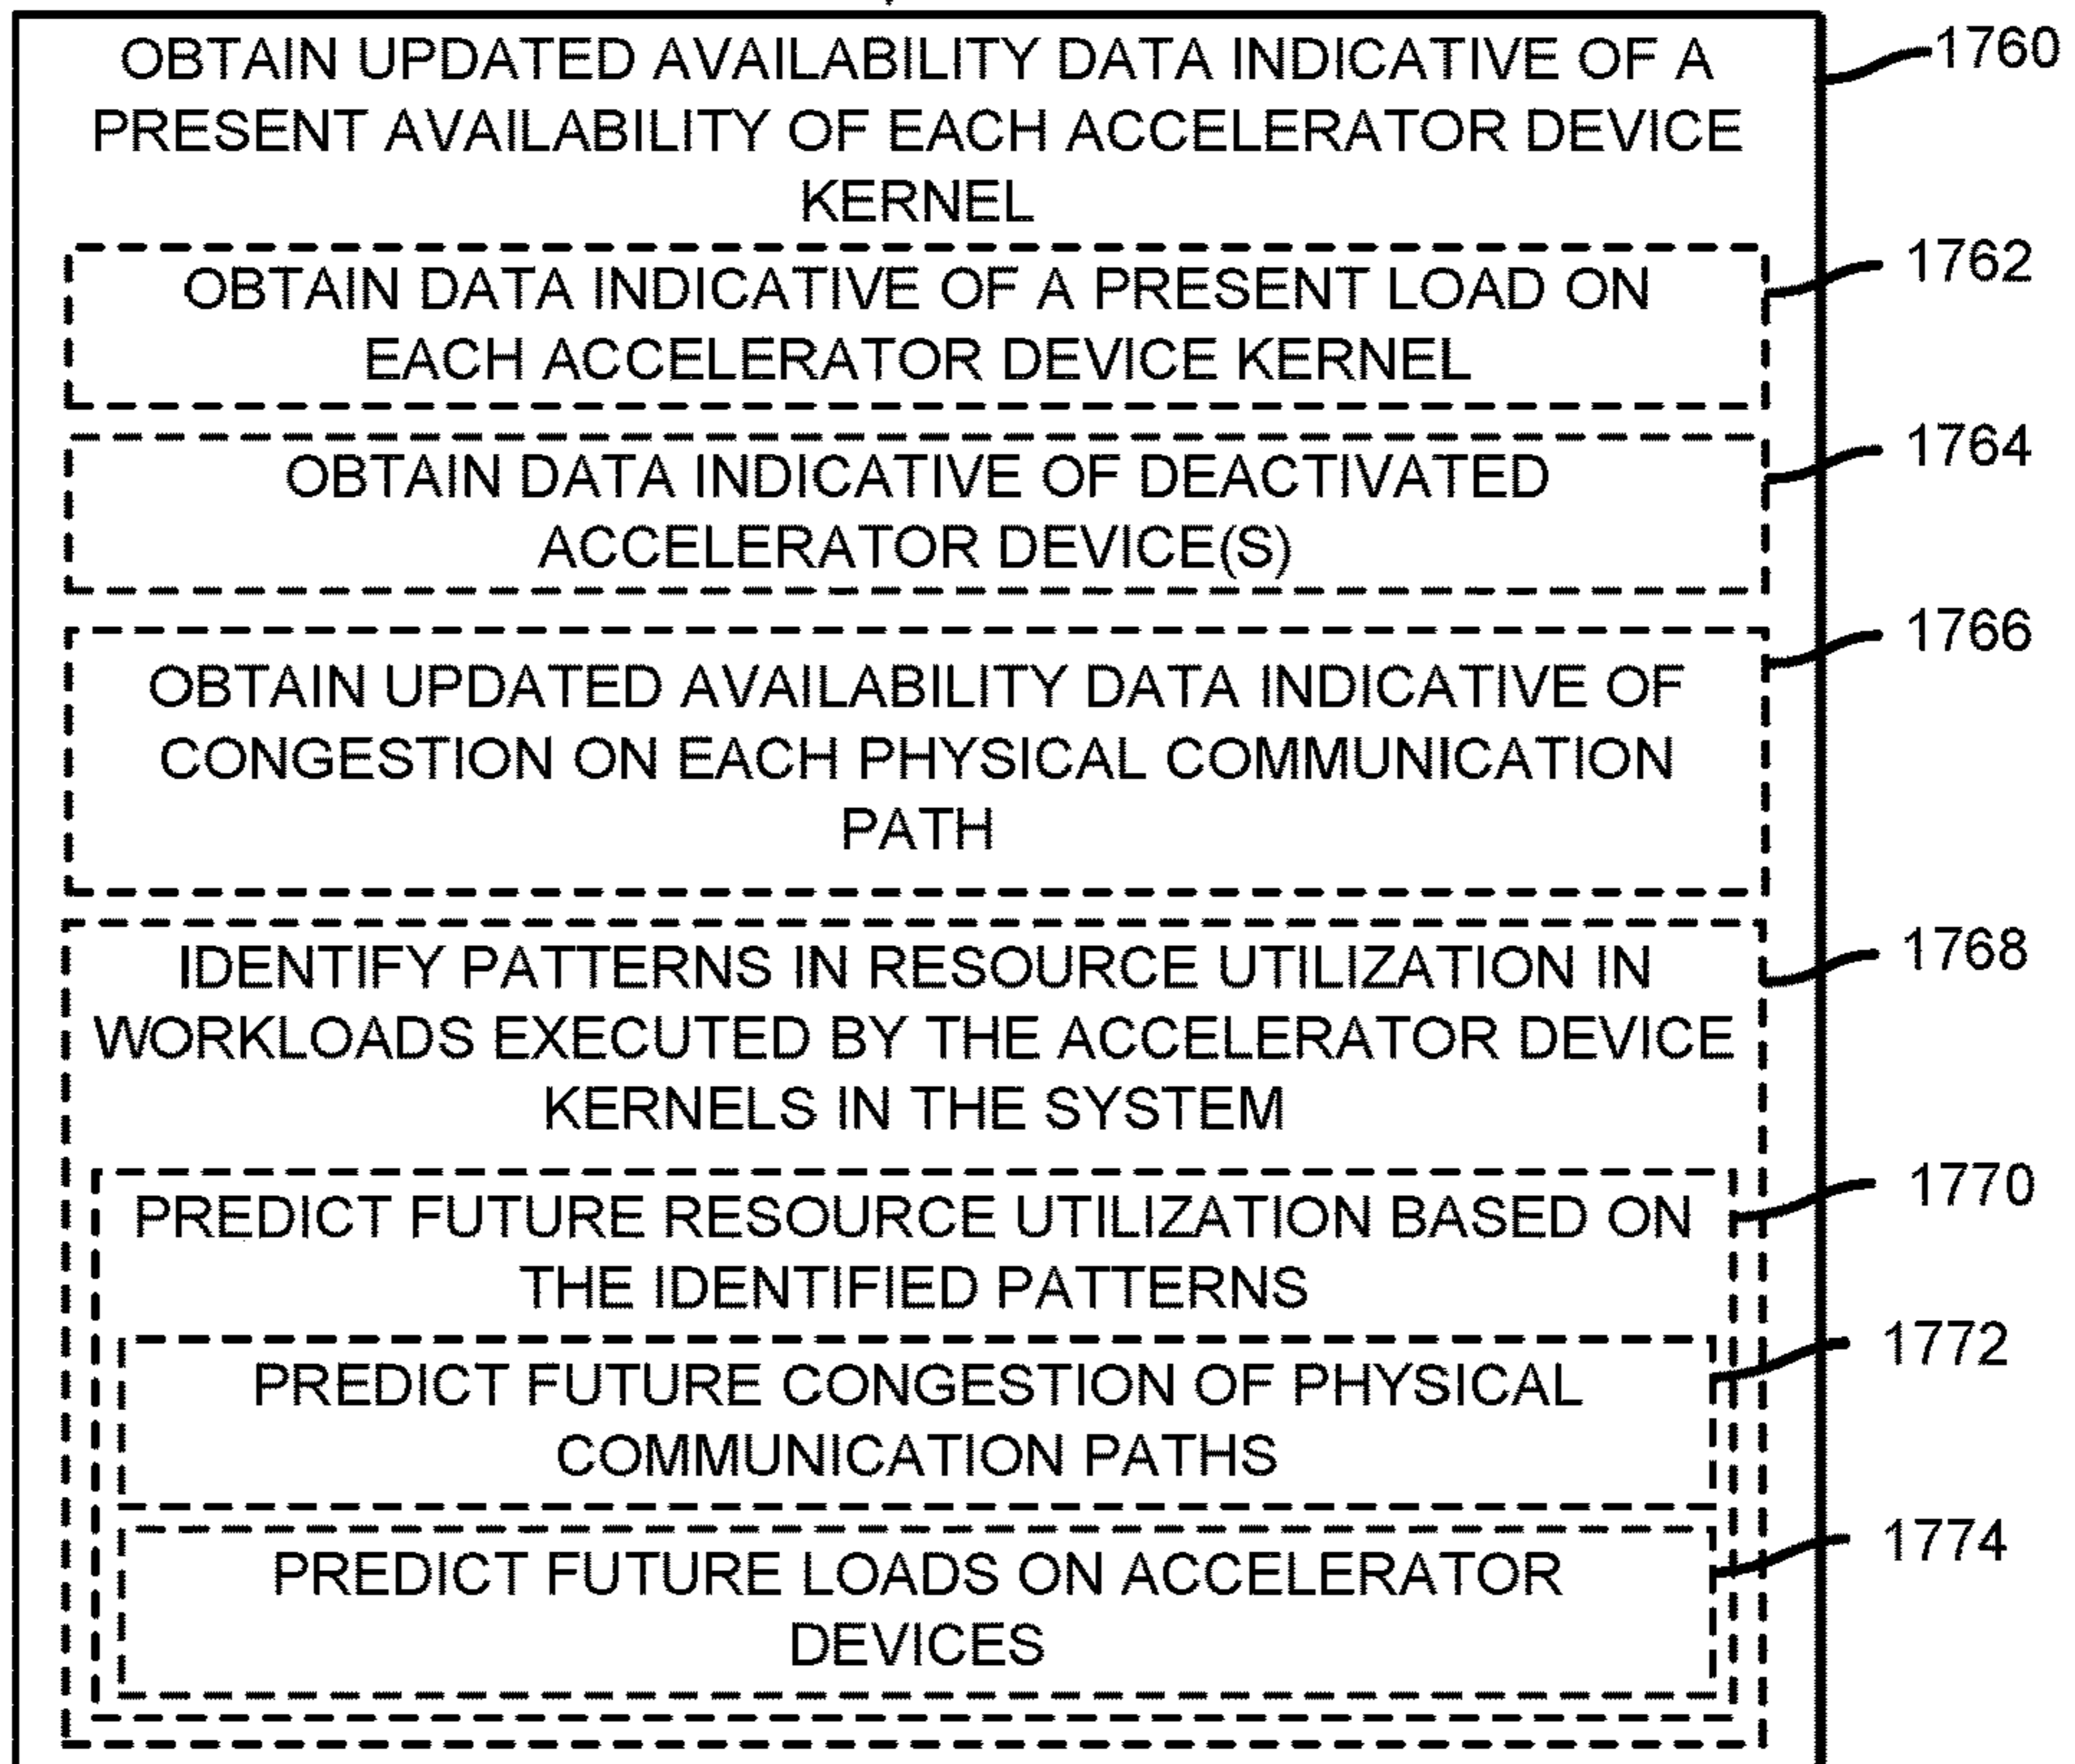 OBTAIN UPDATED AVAILABILITY DATA INDICATIVE OF A
PRESENT AVAILABILITY OF EACH ACCELERATOR DEVICE
KERNEL
1760
OBTAIN DATA INDICATIVE OF A PRESENT LOAD ON
EACH ACCELERATOR DEVICE KERNEL
1762
OBTAIN DATA INDICATIVE OF DEACTIVATED
ACCELERATOR DEVICE(S)
1764
OBTAIN UPDATED AVAILABILITY DATA INDICATIVE OF
CONGESTION ON EACH PHYSICAL COMMUNICATION
PATH
1766
IDENTIFY PATTERNS IN RESOURCE UTILIZATION IN
WORKLOADS EXECUTED BY THE ACCELERATOR DEVICE
KERNELS IN THE SYSTEM
1768
PREDICT FUTURE RESOURCE UTILIZATION BASED ON
THE IDENTIFIED PATTERNS
1770
PREDICT FUTURE CONGESTION OF PHYSICAL
COMMUNICATION PATHS
1772
PREDICT FUTURE LOADS ON ACCELERATOR
DEVICES
1774